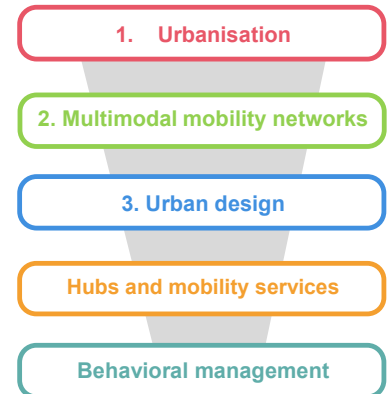 1. Urbanisation
2. Multimodal mobility networks
3. Urban design
Hubs and mobility services
Behavioral management